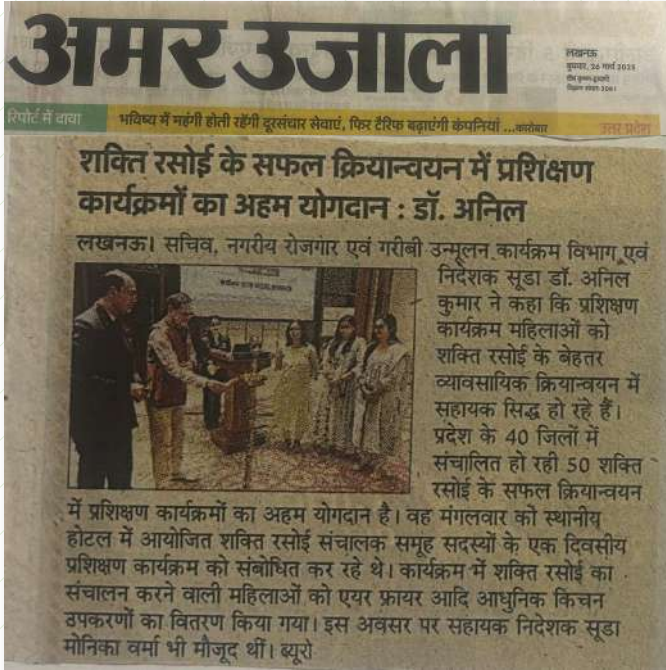 अमर उजाला
लखनऊ
बुधवार, 26 मार्च 2025
रिपोर्ट में दावा
भविष्य में महंगी होती रहेंगी दूरसंचार सेवाएं, फिर टैरिफ बढ़ाएंगी कंपनियां ...कारोबार
उत्तर प्रदेश
शक्ति रसोई के सफल क्रियान्वयन में प्रशिक्षण
कार्यक्रमों का अहम योगदान : डॉ. अनिल
लखनऊ। सचिव, नगरीय रोजगार एवं गरीबी उन्मूलन कार्यक्रम विभाग एवं
निदेशक सूडा डॉ. अनिल
कुमार ने कहा कि प्रशिक्षण
कार्यक्रम महिलाओं को
शक्ति रसोई के बेहतर
व्यावसायिक क्रियान्वयन में
सहायक सिद्ध हो रहे हैं।
प्रदेश के 40 जिलों में
संचालित हो रही 50 शक्ति
रसोई के सफल क्रियान्वयन
में प्रशिक्षण कार्यक्रमों का अहम योगदान है। वह मंगलवार को स्थानीय
होटल में आयोजित शक्ति रसोई संचालक समूह सदस्यों के एक दिवसीय
प्रशिक्षण कार्यक्रम को संबोधित कर रहे थे। कार्यक्रम में शक्ति रसोई का
संचालन करने वाली महिलाओं को एयर फ्रायर आदि आधुनिक किचन
उपकरणों का वितरण किया गया। इस अवसर पर सहायक निदेशक सूडा
मोनिका वर्मा भी मौजूद थीं। ब्यूरो